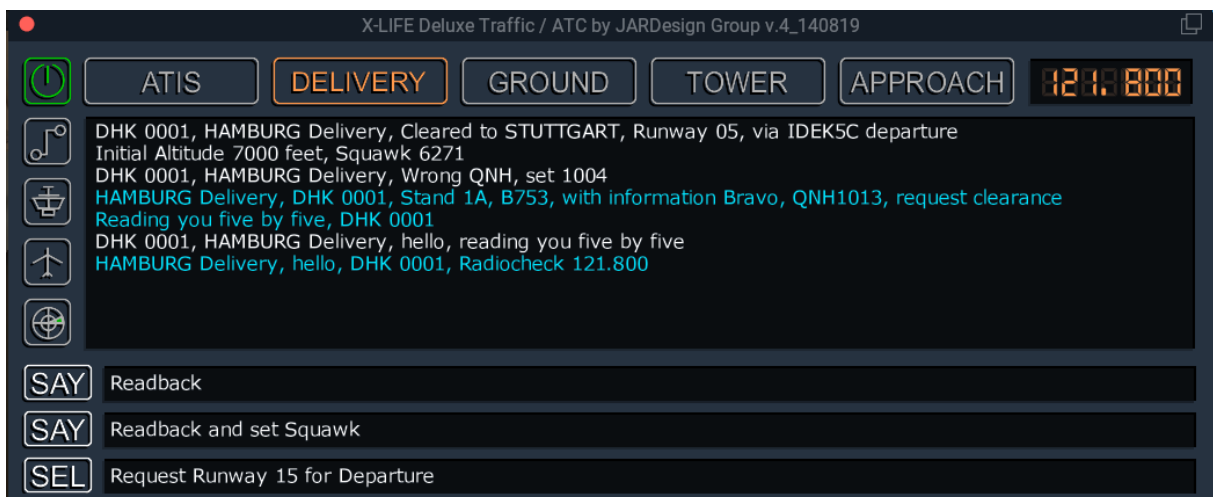 X-LIFE Deluxe Traffic / ATC by JARDesign Group v.4_140819
ATIS DELIVERY GROUND TOWER APPROACH 121.800
DHK 0001, HAMBURG Delivery, Cleared to STUTTGART, Runway 05, via IDEK5C departure
Initial Altitude 7000 feet, Squawk 6271
DHK 0001, HAMBURG Delivery, Wrong QNH, set 1004
HAMBURG Delivery, DHK 0001, Stand 1A, B753, with information Bravo, QNH1013, request clearance
Reading you five by five, DHK 0001
DHK 0001, HAMBURG Delivery, hello, reading you five by five
HAMBURG Delivery, hello, DHK 0001, Radiocheck 121.800
SAY Readback
SAY Readback and set Squawk
SEL Request Runway 15 for Departure